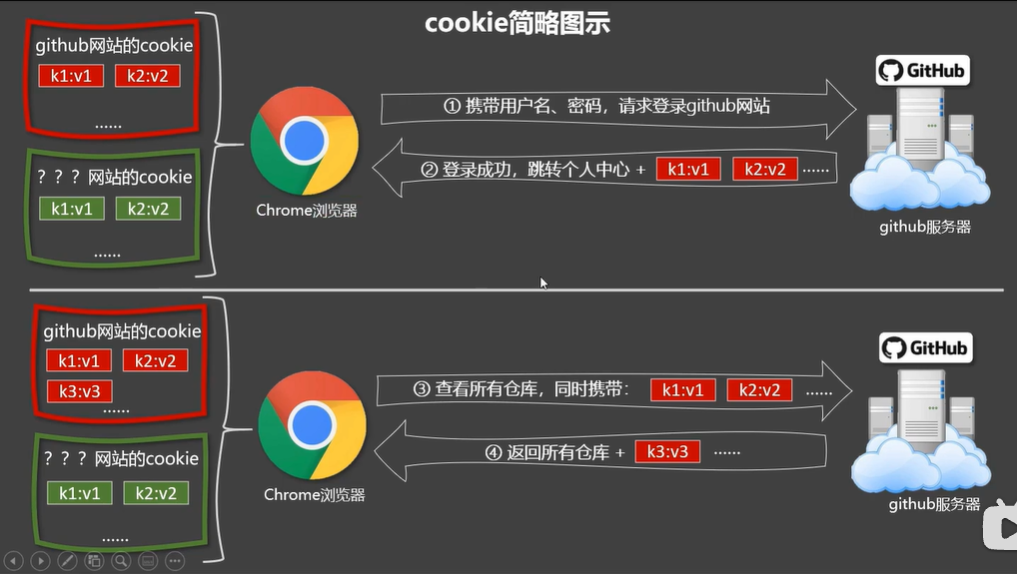 cookie简略图示
github网站的cookie
k1:v1 k2:v2
......
？？？网站的cookie
k1:v1 k2:v2
......
Chrome浏览器
① 携带用户名、密码，请求登录github网站
② 登录成功，跳转个人中心 + k1:v1 k2:v2 ......
GitHub
github服务器
github网站的cookie
k1:v1 k2:v2
k3:v3
......
？？？网站的cookie
k1:v1 k2:v2
......
Chrome浏览器
③ 查看所有仓库，同时携带： k1:v1 k2:v2 ......
④ 返回所有仓库 + k3:v3 ......
GitHub
github服务器